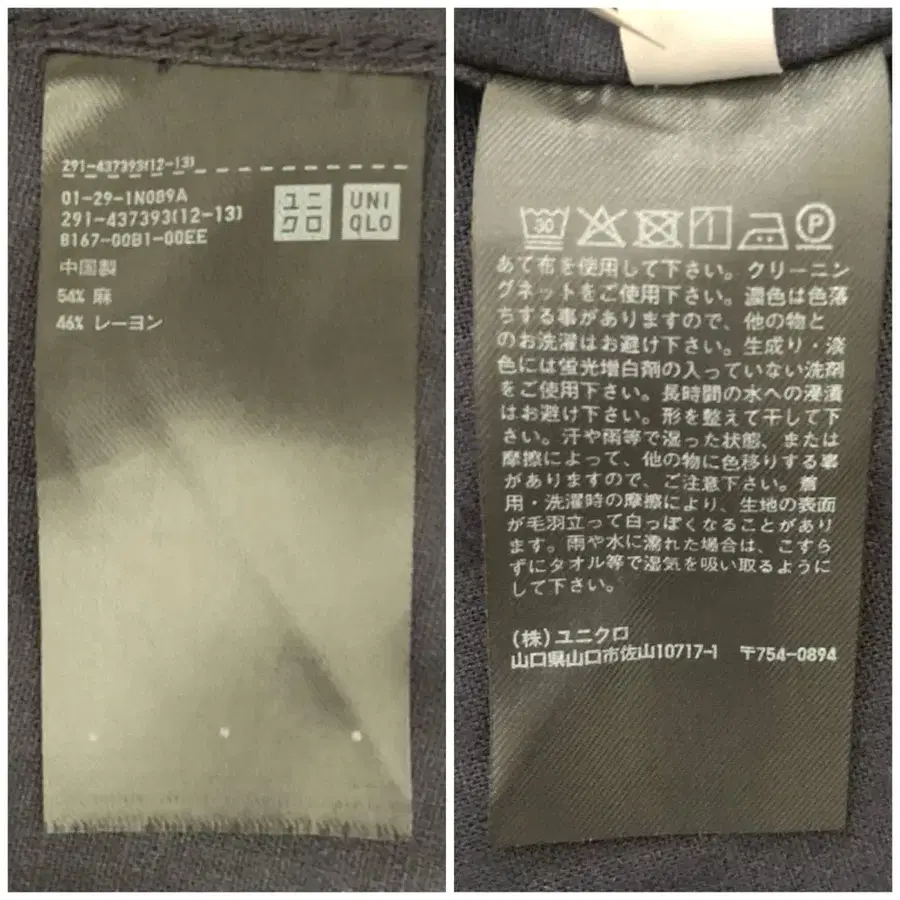 291-437393(12-13)
01-29-1N089A
291-437393(12-13)
8167-00B1-00EE
中国製
54% 麻
46% レーヨン
ユニ
クロ
UNI
QLO
30
P
あて布を使用して下さい。クリーニン
グネットをご使用下さい。濃色は色落
ちする事がありますので、他の物と
のお洗濯はお避け下さい。生成り・淡
色には蛍光増白剤の入っていない洗剤
をご使用下さい。長時間の水への浸漬
はお避け下さい。形を整えて干して下
さい。汗や雨等で湿った状態、または
摩擦によって、他の物に色移りする事
がありますので、ご注意下さい。着
用・洗濯時の摩擦により、生地の表面
が毛羽立って白っぽくなることがあり
ます。雨や水に濡れた場合は、こすら
ずにタオル等で湿気を吸い取るように
して下さい。
(株)ユニクロ
山口県山口市佐山10717-1 〒754-0894